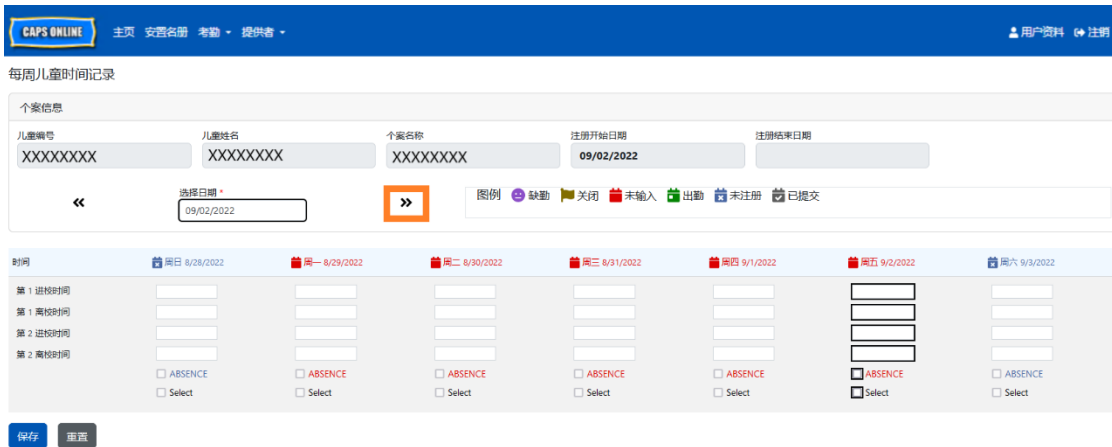 CAPS ONLINE 主页 安置名册 考勤 提供者 用户资料 注销
每周儿童时间记录
个案信息
儿童编号 儿童姓名 个案名称 注册开始日期 注册结束日期
XXXXXXXX XXXXXXXX XXXXXXXX 09/02/2022
« 选择日期 * » 图例 缺勤 关闭 未输入 出勤 未注册 已提交
09/02/2022
时间 周日 8/28/2022 周一 8/29/2022 周二 8/30/2022 周三 8/31/2022 周四 9/1/2022 周五 9/2/2022 周六 9/3/2022
第 1 进校时间
第 1 离校时间
第 2 进校时间
第 2 离校时间
ABSENCE ABSENCE ABSENCE ABSENCE ABSENCE ABSENCE ABSENCE
Select Select Select Select Select Select Select
保存 重置